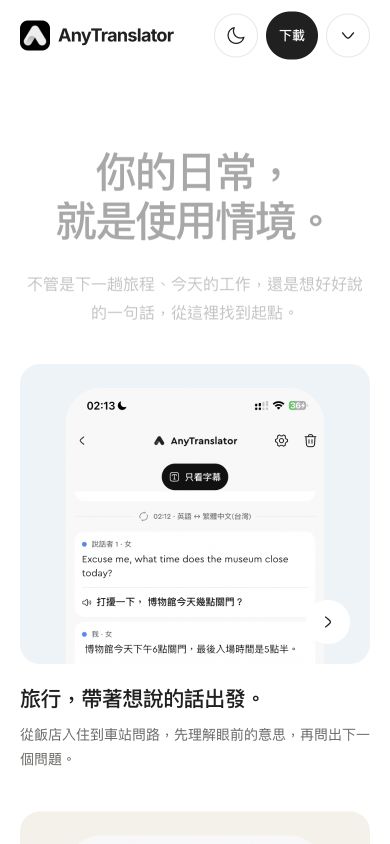 AnyTranslator
下載
你的日常，
就是使用情境。
不管是下一趟旅程、今天的工作，還是想好好說
的一句話，從這裡找到起點。
02:13
36+
AnyTranslator
只看字幕
02:12 · 英語 ↔ 繁體中文(台灣)
說話者 1 · 女
Excuse me, what time does the museum close
today?
打擾一下， 博物館今天幾點關門？
我 · 女
博物館今天下午6點關門，最後入場時間是5點半。
旅行，帶著想說的話出發。
從飯店入住到車站問路，先理解眼前的意思，再問出下一
個問題。